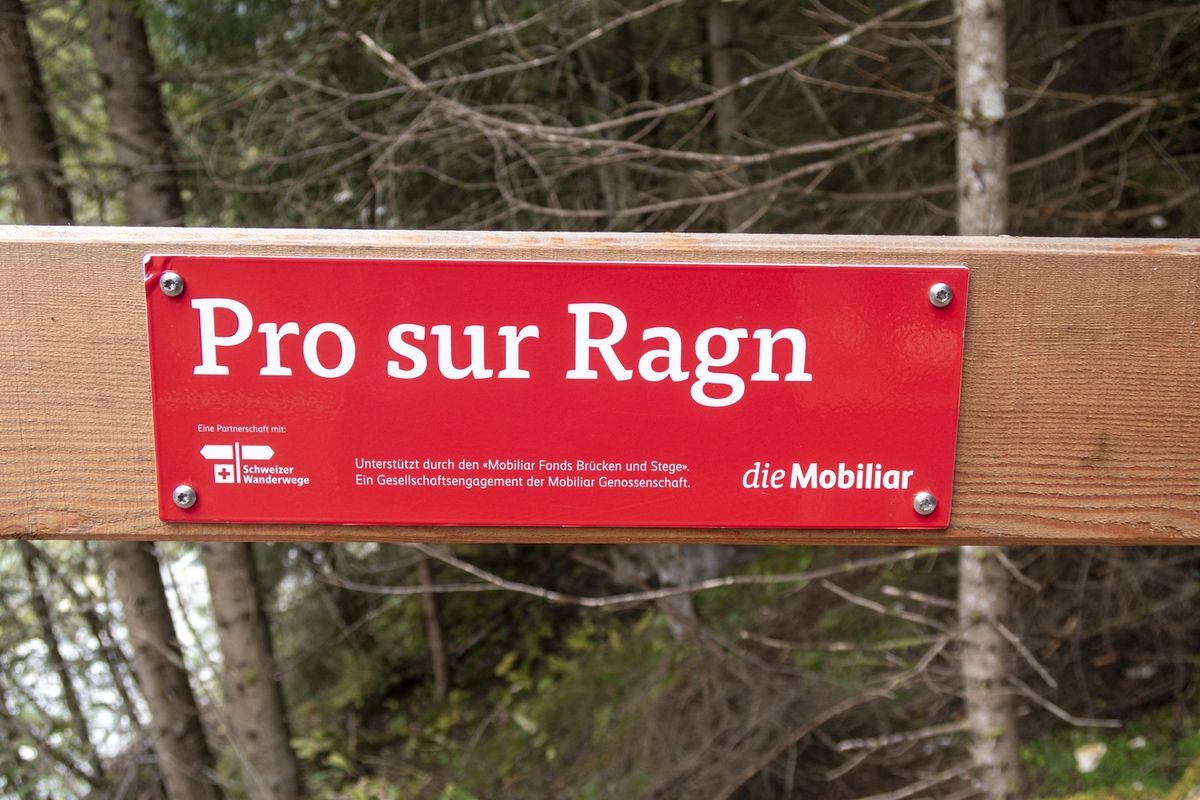 Pro sur Ragn
Eine Partnerschaft mit:
Schweizer
Wanderwege
Unterstützt durch den «Mobiliar Fonds Brücken und Stege».
Ein Gesellschaftsengagement der Mobiliar Genossenschaft.
die Mobiliar